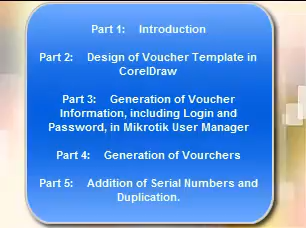 Part 1: Introduction
Part 2: Design of Voucher Template in
CorelDraw
Part 3: Generation of Voucher
Information, including Login and
Password, in Mikrotik User Manager
Part 4: Generation of Vourchers
Part 5: Addition of Serial Numbers and
Duplication.